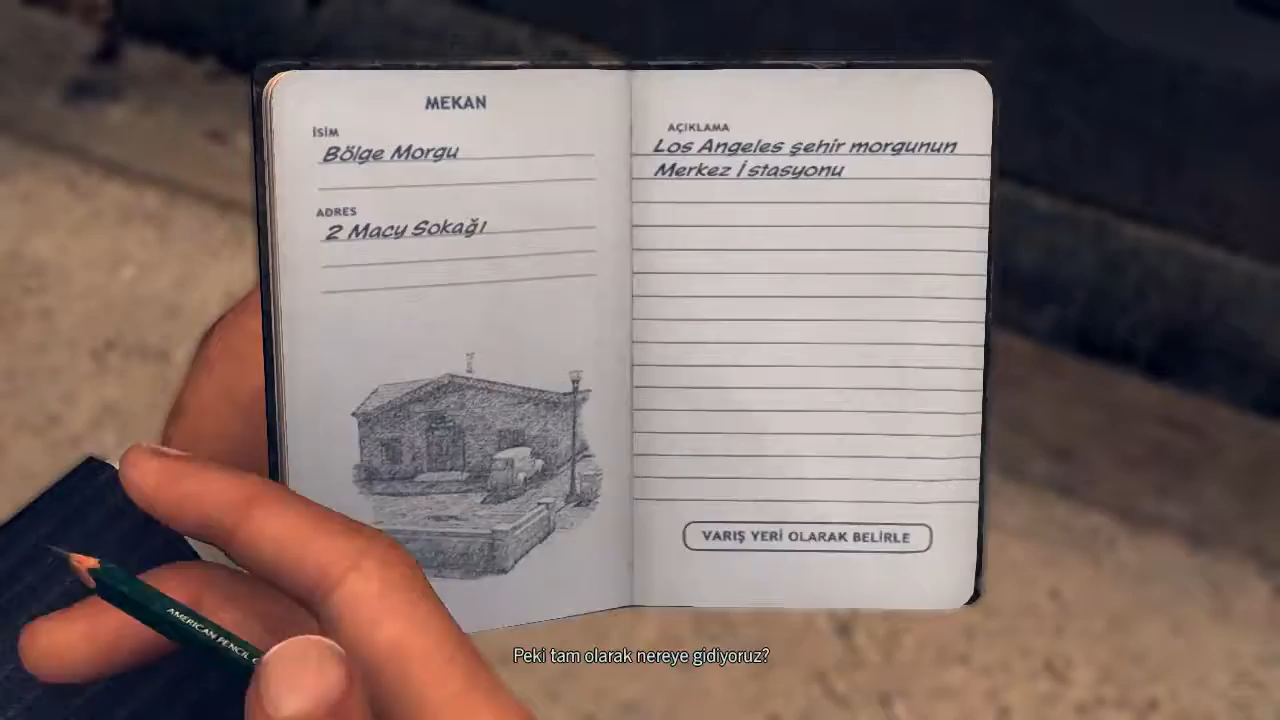 MEKAN
İSİM
Bölge Morgu
ADRES
2 Macy Sokağı
AÇIKLAMA
Los Angeles şehir morgunun
Merkez İstasyonu
VARIŞ YERİ OLARAK BELİRLE
AMERICAN PENCIL
Peki tam olarak nereye gidiyoruz?